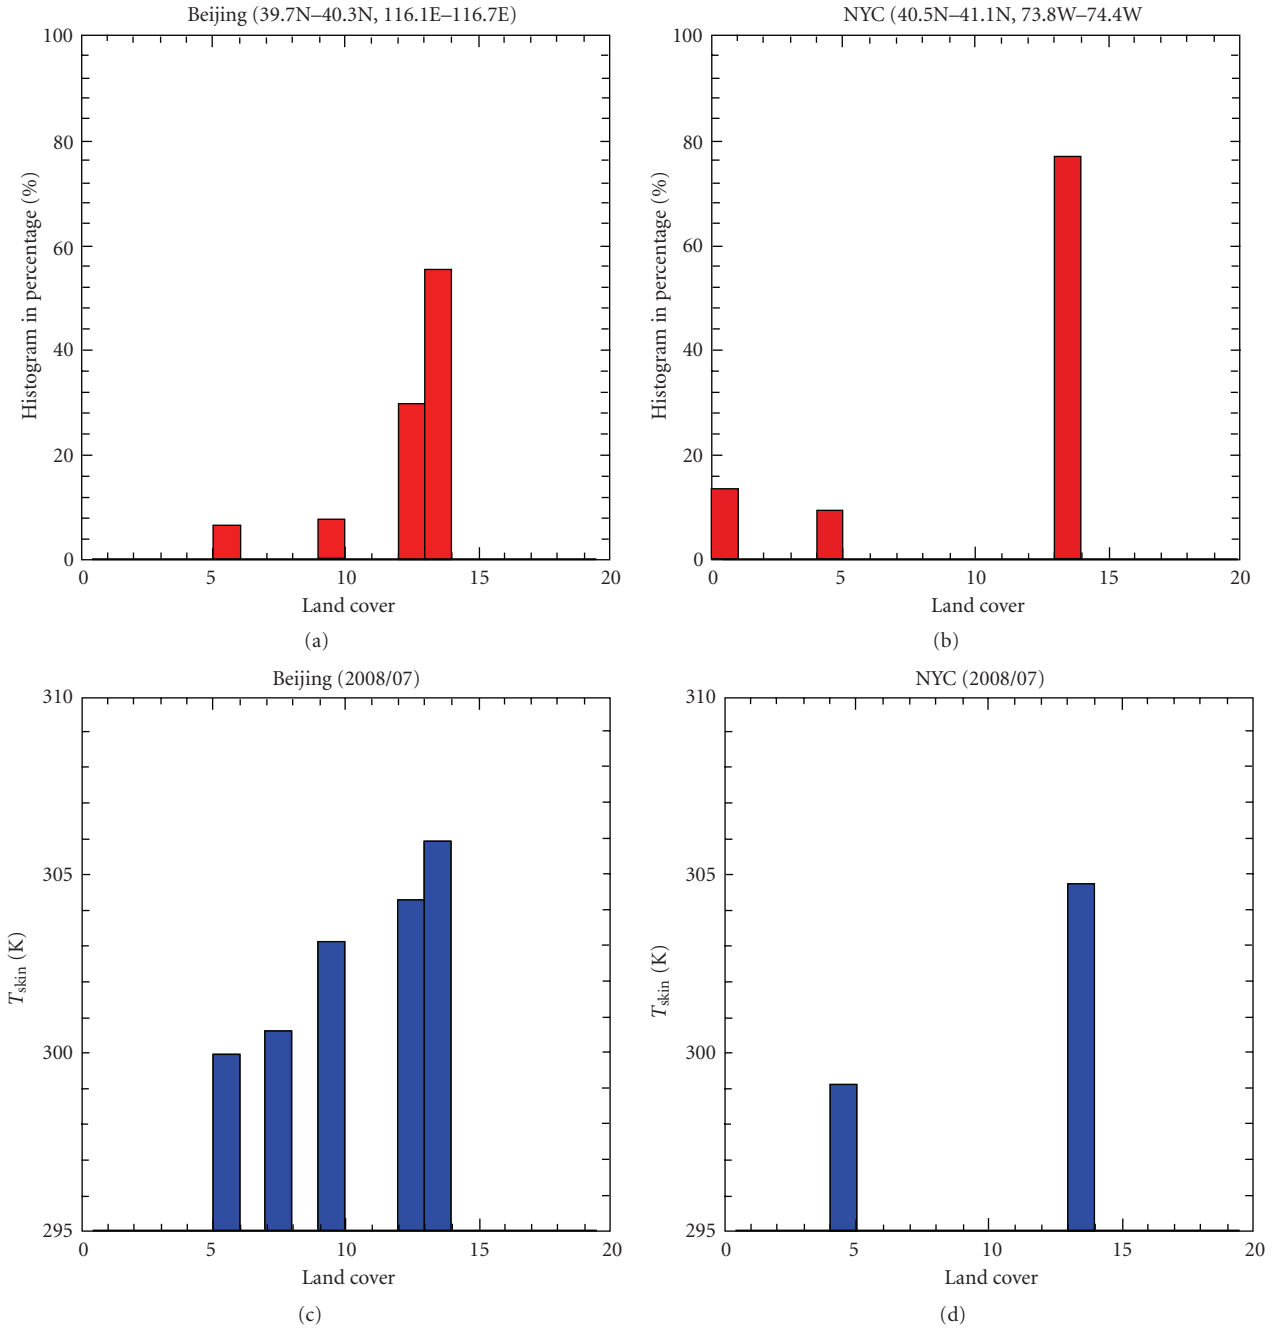 Beijing (39.7N–40.3N, 116.1E–116.7E)
100
80
60
40
20
0
Histogram in percentage (%)
0 5 10 15 20
Land cover
(a)
NYC (40.5N–41.1N, 73.8W–74.4W
100
80
60
40
20
0
Histogram in percentage (%)
0 5 10 15 20
Land cover
(b)
Beijing (2008/07)
310
305
300
295
Tskin (K)
0 5 10 15 20
Land cover
(c)
NYC (2008/07)
310
305
300
295
Tskin (K)
0 5 10 15 20
Land cover
(d)